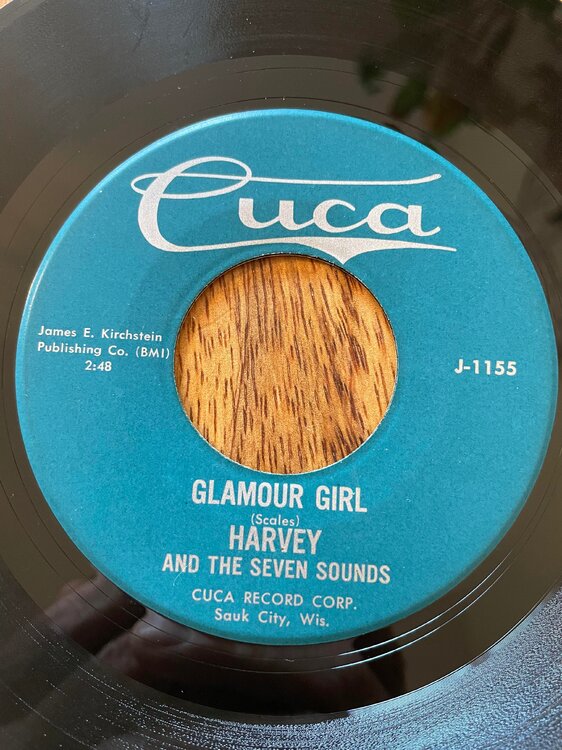 Cuca
James E. Kirchstein
Publishing Co. (BMI)
2:48
J-1155
GLAMOUR GIRL
(Scales)
HARVEY
AND THE SEVEN SOUNDS
CUCA RECORD CORP.
Sauk City, Wis.